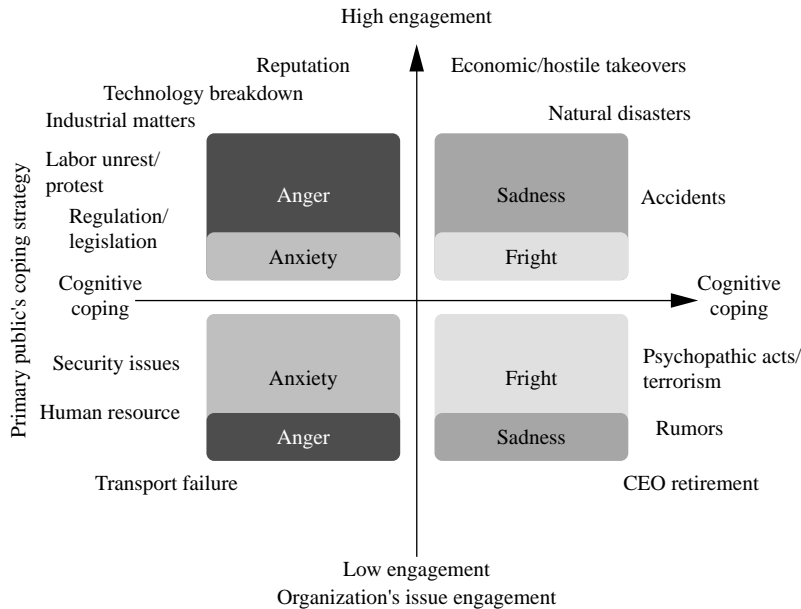 High engagement
Reputation
Economic/hostile takeovers
Technology breakdown
Natural disasters
Industrial matters
Labor unrest/
protest
Anger
Sadness
Accidents
Regulation/
legislation
Anxiety
Fright
Primary public's coping strategy
Cognitive
coping
Cognitive
coping
Security issues
Anxiety
Fright
Psychopathic acts/
terrorism
Human resource
Anger
Sadness
Rumors
Transport failure
CEO retirement
Low engagement
Organization's issue engagement